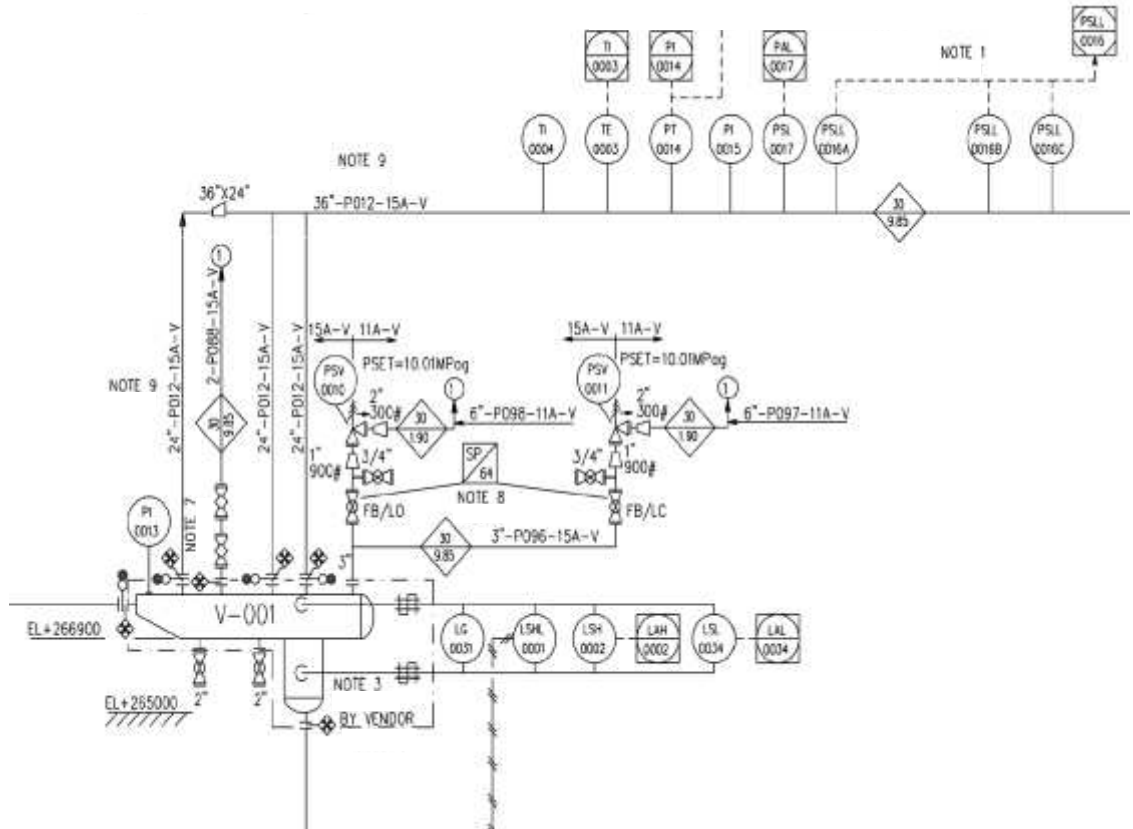 PSLL
0016
TI
0003
PI
0014
PAL
0017
NOTE 1
TI
0004
TE
0003
PT
0014
PI
0015
PSL
0017
PSLL
0016A
PSLL
0016B
PSLL
0016C
NOTE 9
36"X24"
36"-P012-15A-V
30
9.85
1
2-P088-15A-V
24"-P012-15A-V
24"-P012-15A-V
24"-P012-15A-V
NOTE 9
30
9.85
NOTE 7
PI
0013
15A-V 11A-V
PSET=10.01MPag
PSV
0010
2"
300#
30
1.90
1
6"-P098-11A-V
1"
900#
3/4"
FB/LO
SP
64
NOTE 8
15A-V 11A-V
PSET=10.01MPag
PSV
0011
2"
300#
30
1.90
1
6"-P097-11A-V
1"
900#
3/4"
FB/LC
3"-P096-15A-V
30
9.85
3"
V-001
EL+266900
2"
2"
EL+265000
NOTE 3
BY VENDOR
LG
0031
LSHL
0001
LSH
0002
LAH
0002
LSL
0034
LAL
0034